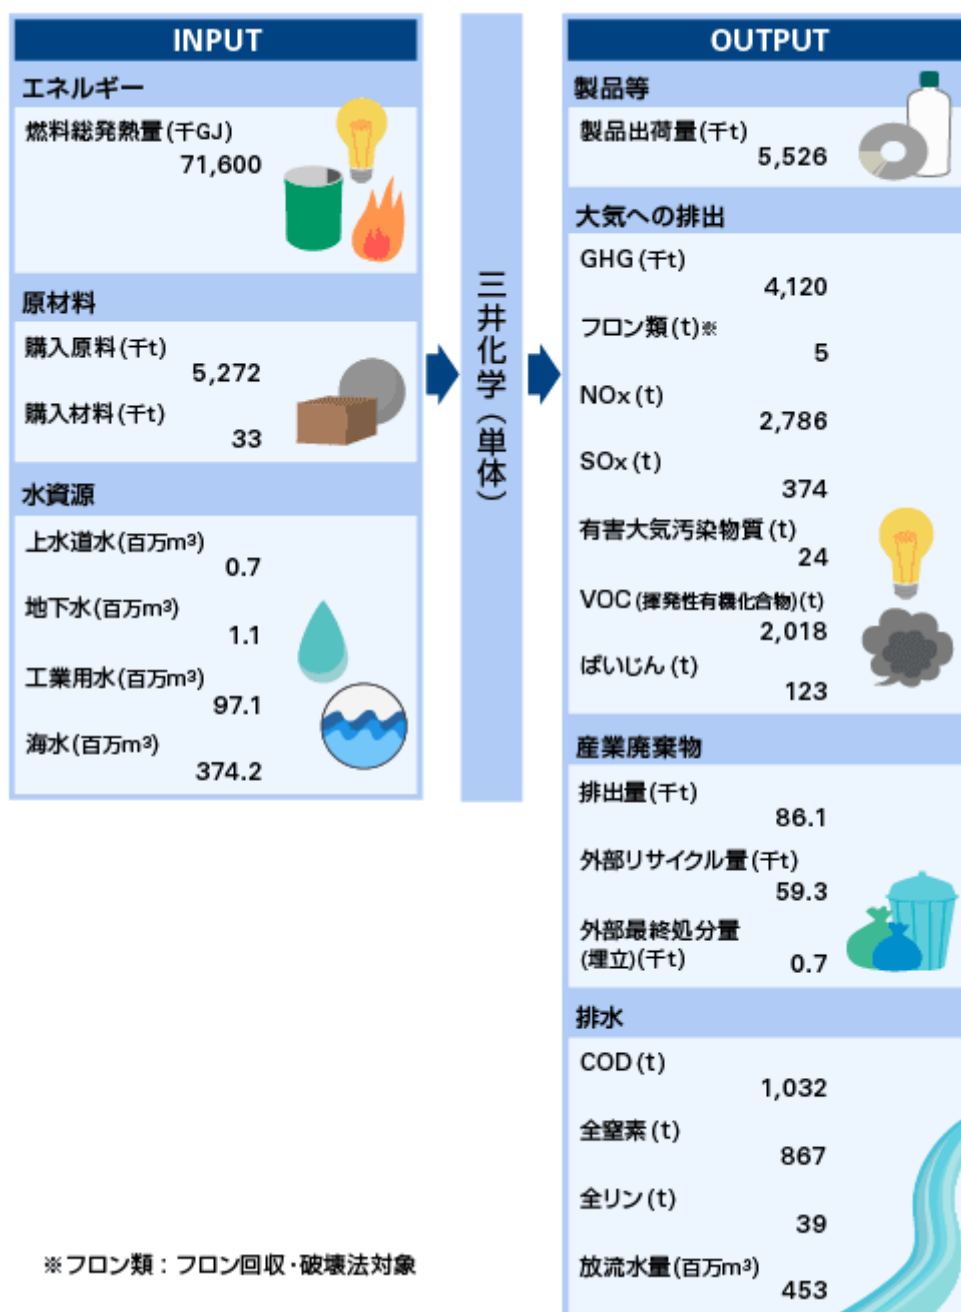 INPUT
エネルギー
燃料総発熱量(千GJ)
71,600
原材料
購入原料(千t)
5,272
購入材料(千t)
33
水資源
上水道水(百万m³)
0.7
地下水(百万m³)
1.1
工業用水(百万m³)
97.1
海水(百万m³)
374.2
三井化学(単体)
OUTPUT
製品等
製品出荷量(千t)
5,526
大気への排出
GHG(千t)
4,120
フロン類(t)※
5
NOx(t)
2,786
SOx(t)
374
有害大気汚染物質(t)
24
VOC(揮発性有機化合物)(t)
2,018
ばいじん(t)
123
産業廃棄物
排出量(千t)
86.1
外部リサイクル量(千t)
59.3
外部最終処分量
(埋立)(千t) 0.7
排水
COD(t)
1,032
全窒素(t)
867
全リン(t)
39
放流水量(百万m³)
453
※フロン類：フロン回収・破壊法対象